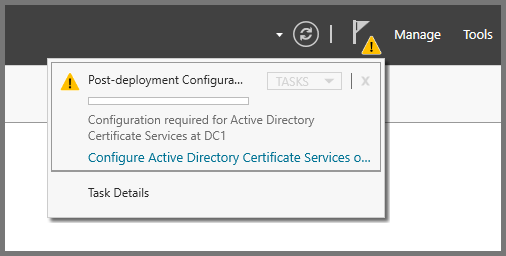 Manage Tools
Post-deployment Configura... TASKS X
Configuration required for Active Directory
Certificate Services at DC1
Configure Active Directory Certificate Services o...
Task Details